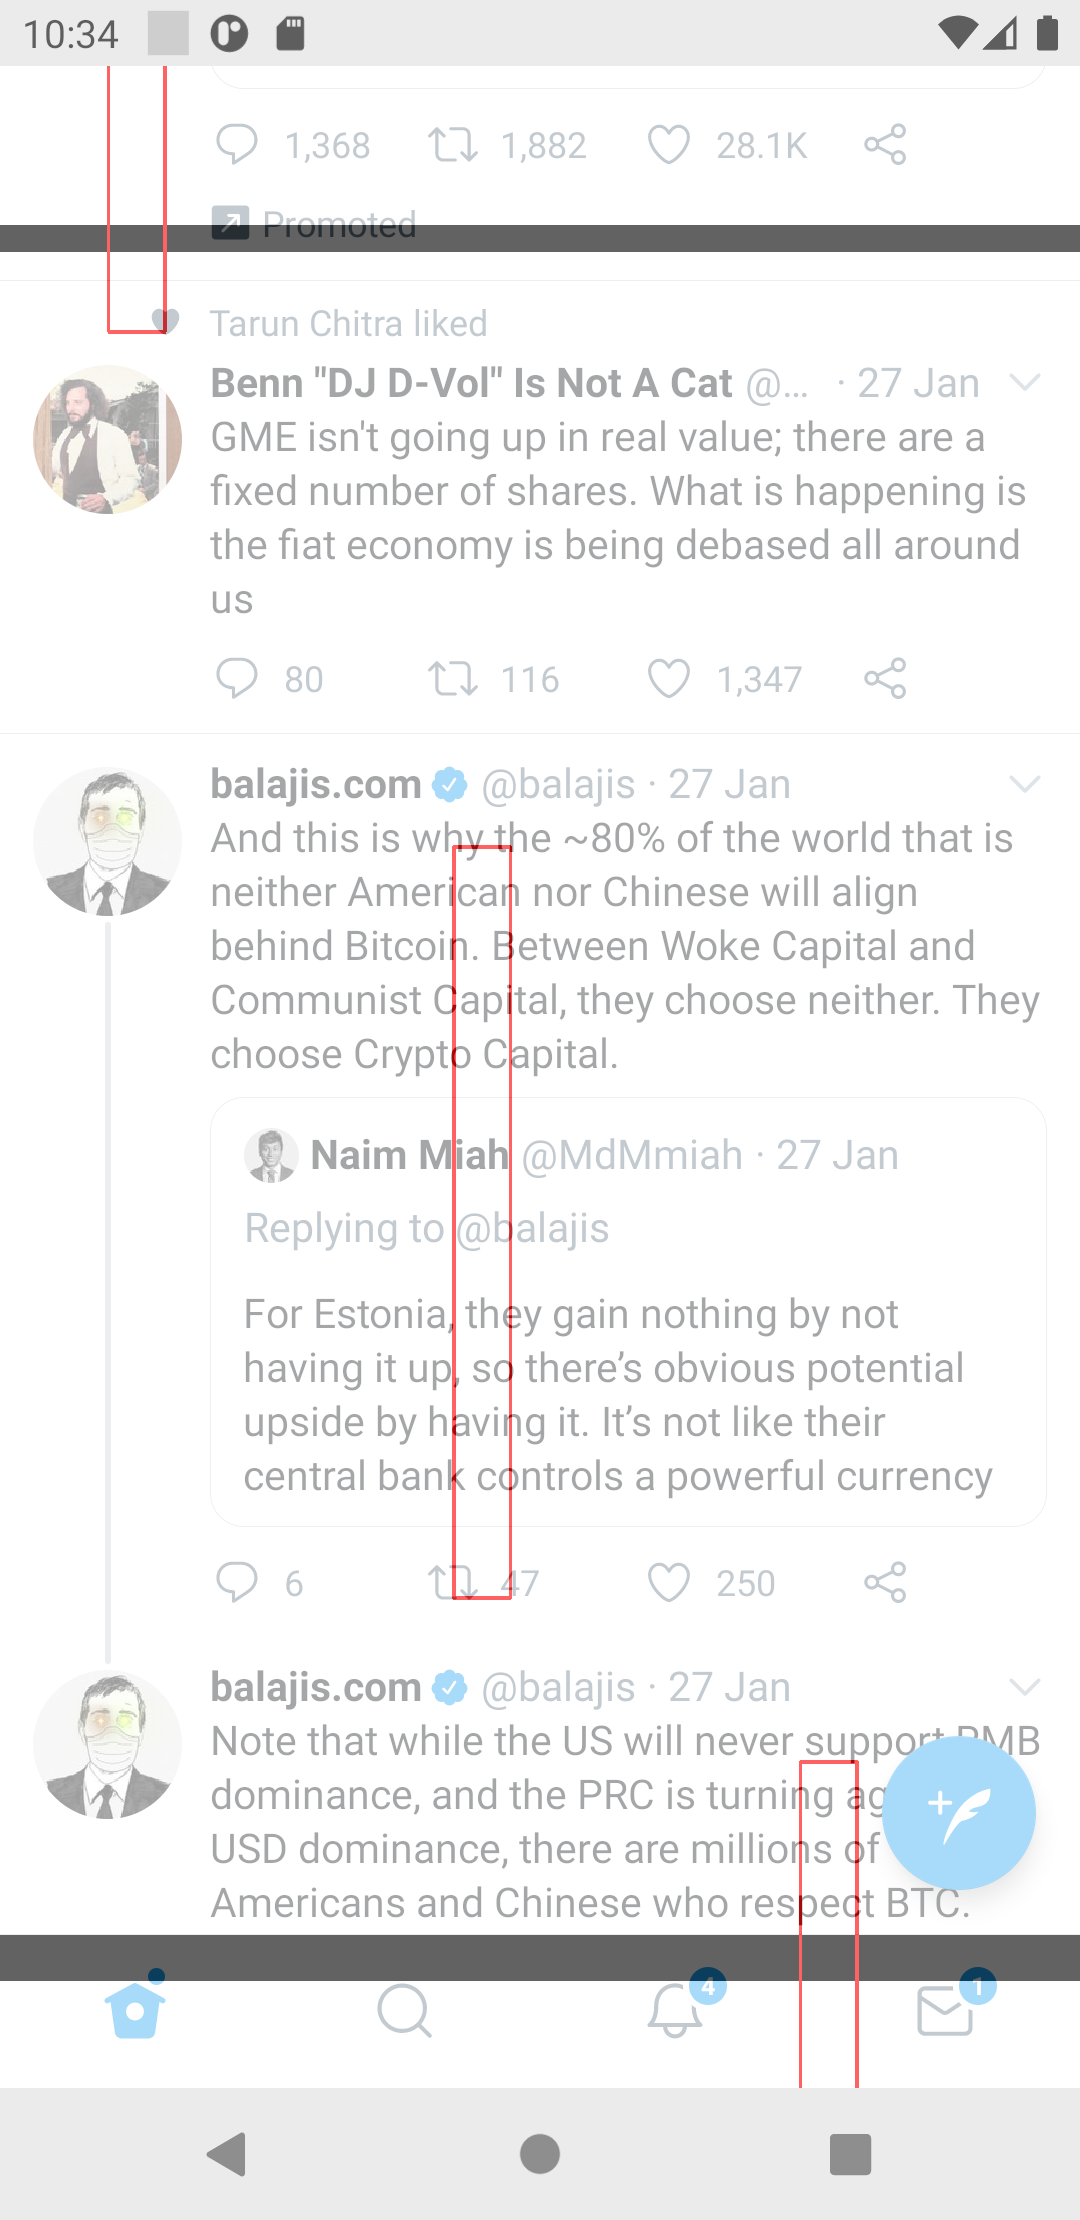 10:34
1,368 1,882 28.1K
Promoted
Tarun Chitra liked
Benn "DJ D-Vol" Is Not A Cat @... · 27 Jan
GME isn't going up in real value; there are a
fixed number of shares. What is happening is
the fiat economy is being debased all around
us
80 116 1,347
balajis.com @balajis · 27 Jan
And this is why the ~80% of the world that is
neither American nor Chinese will align
behind Bitcoin. Between Woke Capital and
Communist Capital, they choose neither. They
choose Crypto Capital.
Naim Miah @MdMmiah · 27 Jan
Replying to @balajis
For Estonia, they gain nothing by not
having it up, so there’s obvious potential
upside by having it. It’s not like their
central bank controls a powerful currency
6 47 250
balajis.com @balajis · 27 Jan
Note that while the US will never support RMB
dominance, and the PRC is turning
USD dominance, there are millions of
Americans and Chinese who respect BTC.
4 1